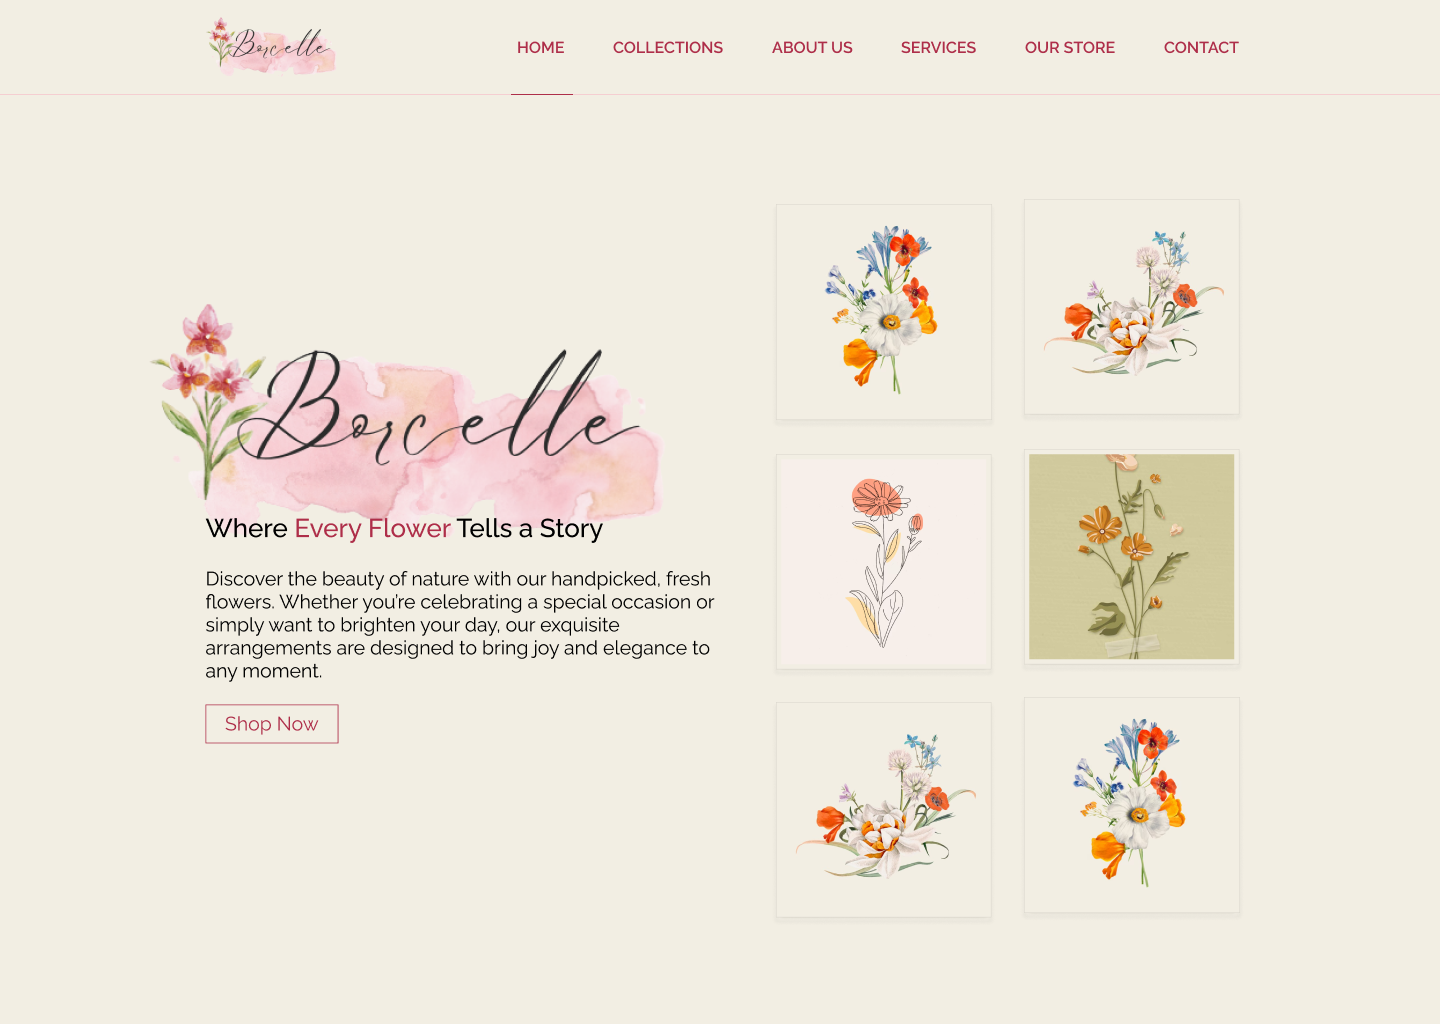 Borcelle
HOME
COLLECTIONS
ABOUT US
SERVICES
OUR STORE
CONTACT
Borcelle
Where Every Flower Tells a Story
Discover the beauty of nature with our handpicked, fresh
flowers. Whether you're celebrating a special occasion or
simply want to brighten your day, our exquisite
arrangements are designed to bring joy and elegance to
any moment.
Shop Now